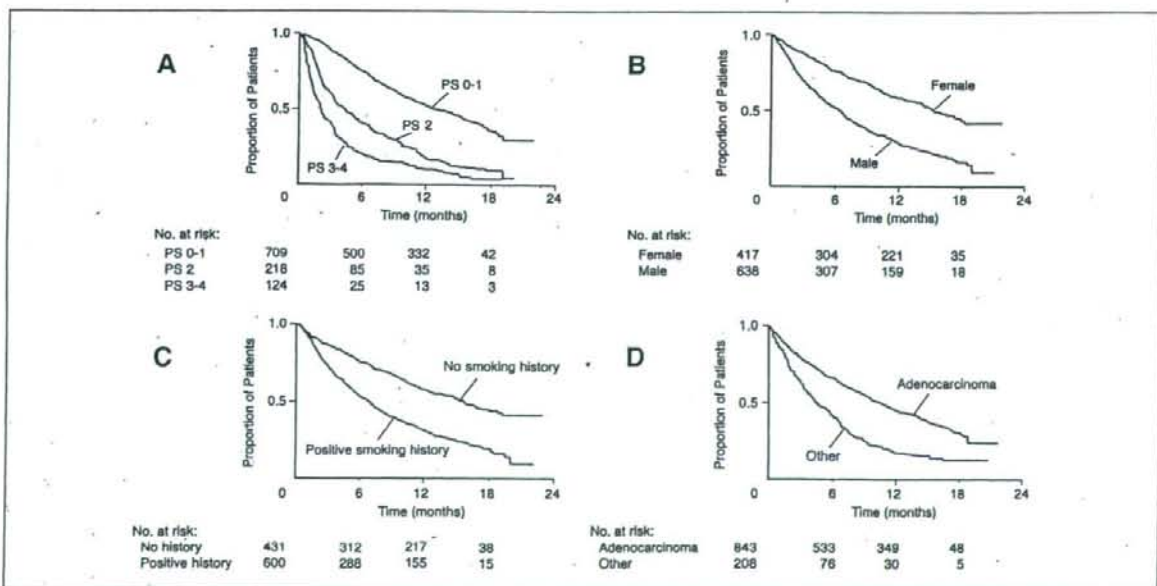 A
1.0
0.5
Proportion of Patients
PS 0-1
PS 2
PS 3-4
0 6 12 18 24
Time (months)
No. at risk:
PS 0-1 709 500 332 42
PS 2 218 85 35 8
PS 3-4 124 25 13 3
B
1.0
0.5
Proportion of Patients
Female
Male
0 6 12 18 24
Time (months)
No. at risk:
Female 417 304 221 35
Male 638 307 159 18
C
1.0
0.5
Proportion of Patients
No smoking history
Positive smoking history
0 6 12 18 24
Time (months)
No. at risk:
No history 431 312 217 38
Positive history 600 288 155 15
D
1.0
0.5
Proportion of Patients
Adenocarcinoma
Other
0 6 12 18 24
Time (months)
No. at risk:
Adenocarcinoma 843 533 349 48
Other 208 76 30 5